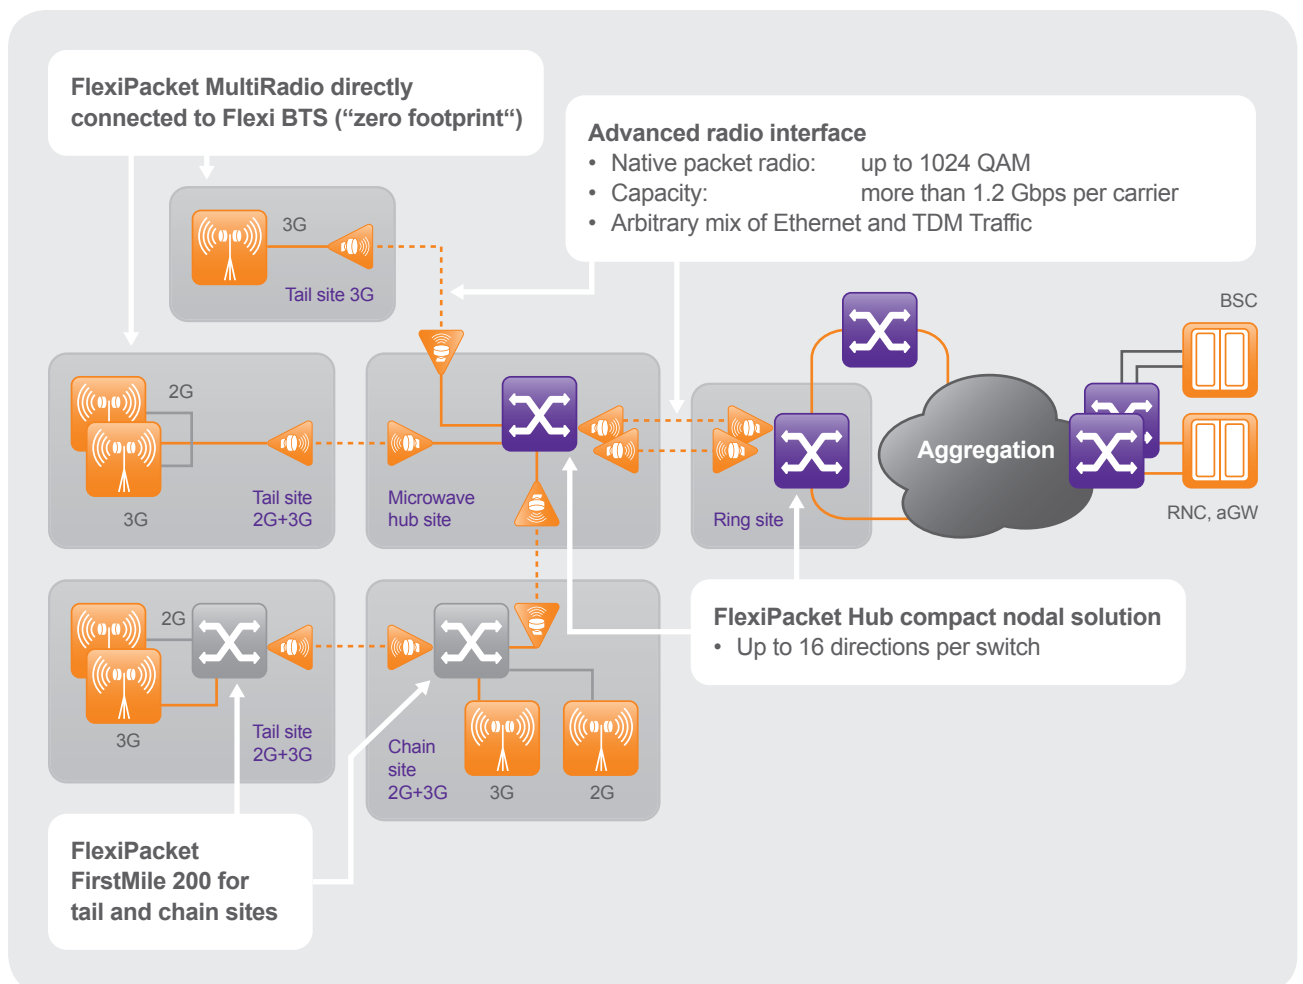 FlexiPacket MultiRadio directly
connected to Flexi BTS (“zero footprint“)
Advanced radio interface
• Native packet radio: up to 1024 QAM
• Capacity: more than 1.2 Gbps per carrier
• Arbitrary mix of Ethernet and TDM Traffic
3G
Tail site 3G
BSC
2G
3G
Tail site
2G+3G
Microwave
hub site
Ring site
Aggregation
RNC, aGW
FlexiPacket Hub compact nodal solution
• Up to 16 directions per switch
2G
3G
Tail site
2G+3G
Chain
site
2G+3G
3G
2G
FlexiPacket
FirstMile 200 for
tail and chain sites